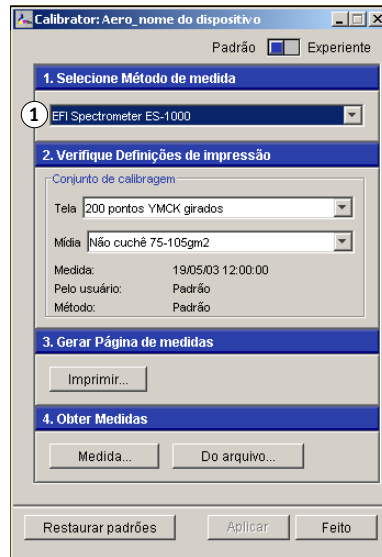 Calibrator: Aero_nome do dispositivo
Padrão Experiente
1. Selecione Método de medida
1 EFI Spectrometer ES-1000
2. Verifique Definições de impressão
Conjunto de calibragem
Tela 200 pontos YMCK girados
Mídia Não cuchê 75-105gm2
Medida: 19/05/03 12:00:00
Pelo usuário: Padrão
Método: Padrão
3. Gerar Página de medidas
Imprimir...
4. Obter Medidas
Medida... Do arquivo...
Restaurar padrões Aplicar Feito